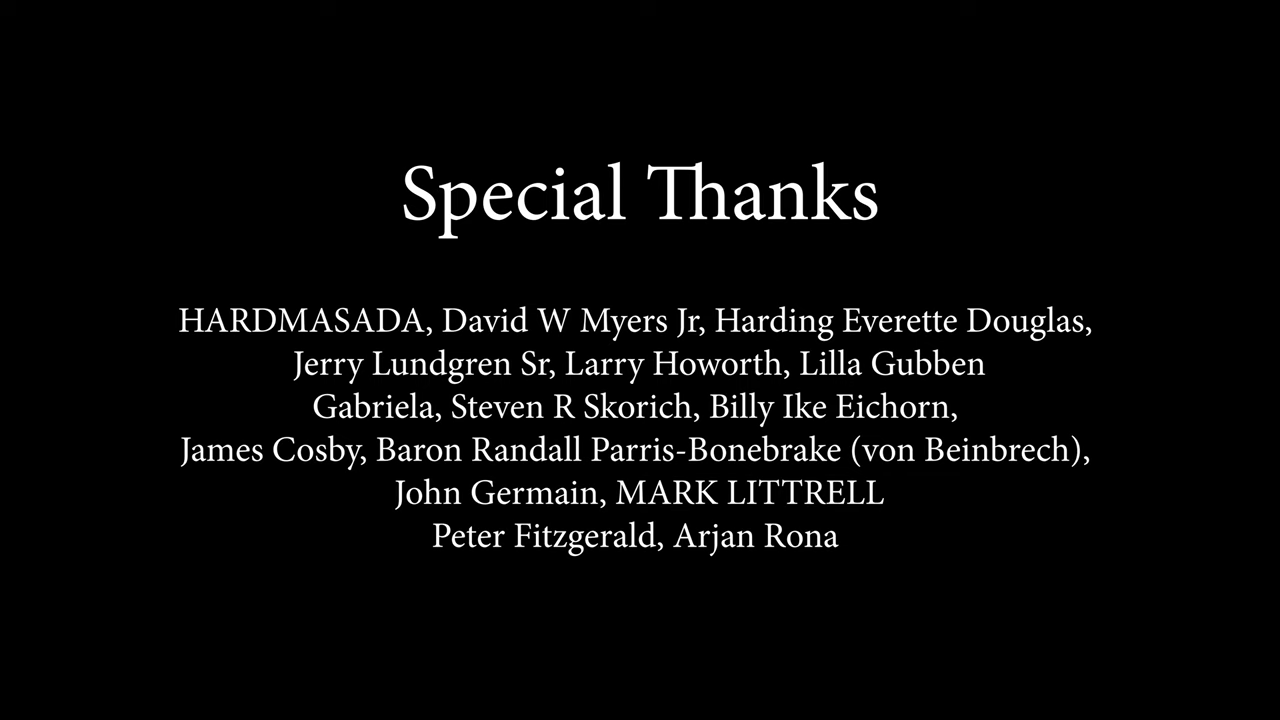 Special Thanks
HARDMASADA, David W Myers Jr, Harding Everette Douglas,
Jerry Lundgren Sr, Larry Howorth, Lilla Gubben
Gabriela, Steven R Skorich, Billy Ike Eichorn,
James Cosby, Baron Randall Parris-Bonebrake (von Beinbrech),
John Germain, MARK LITTRELL
Peter Fitzgerald, Arjan Rona